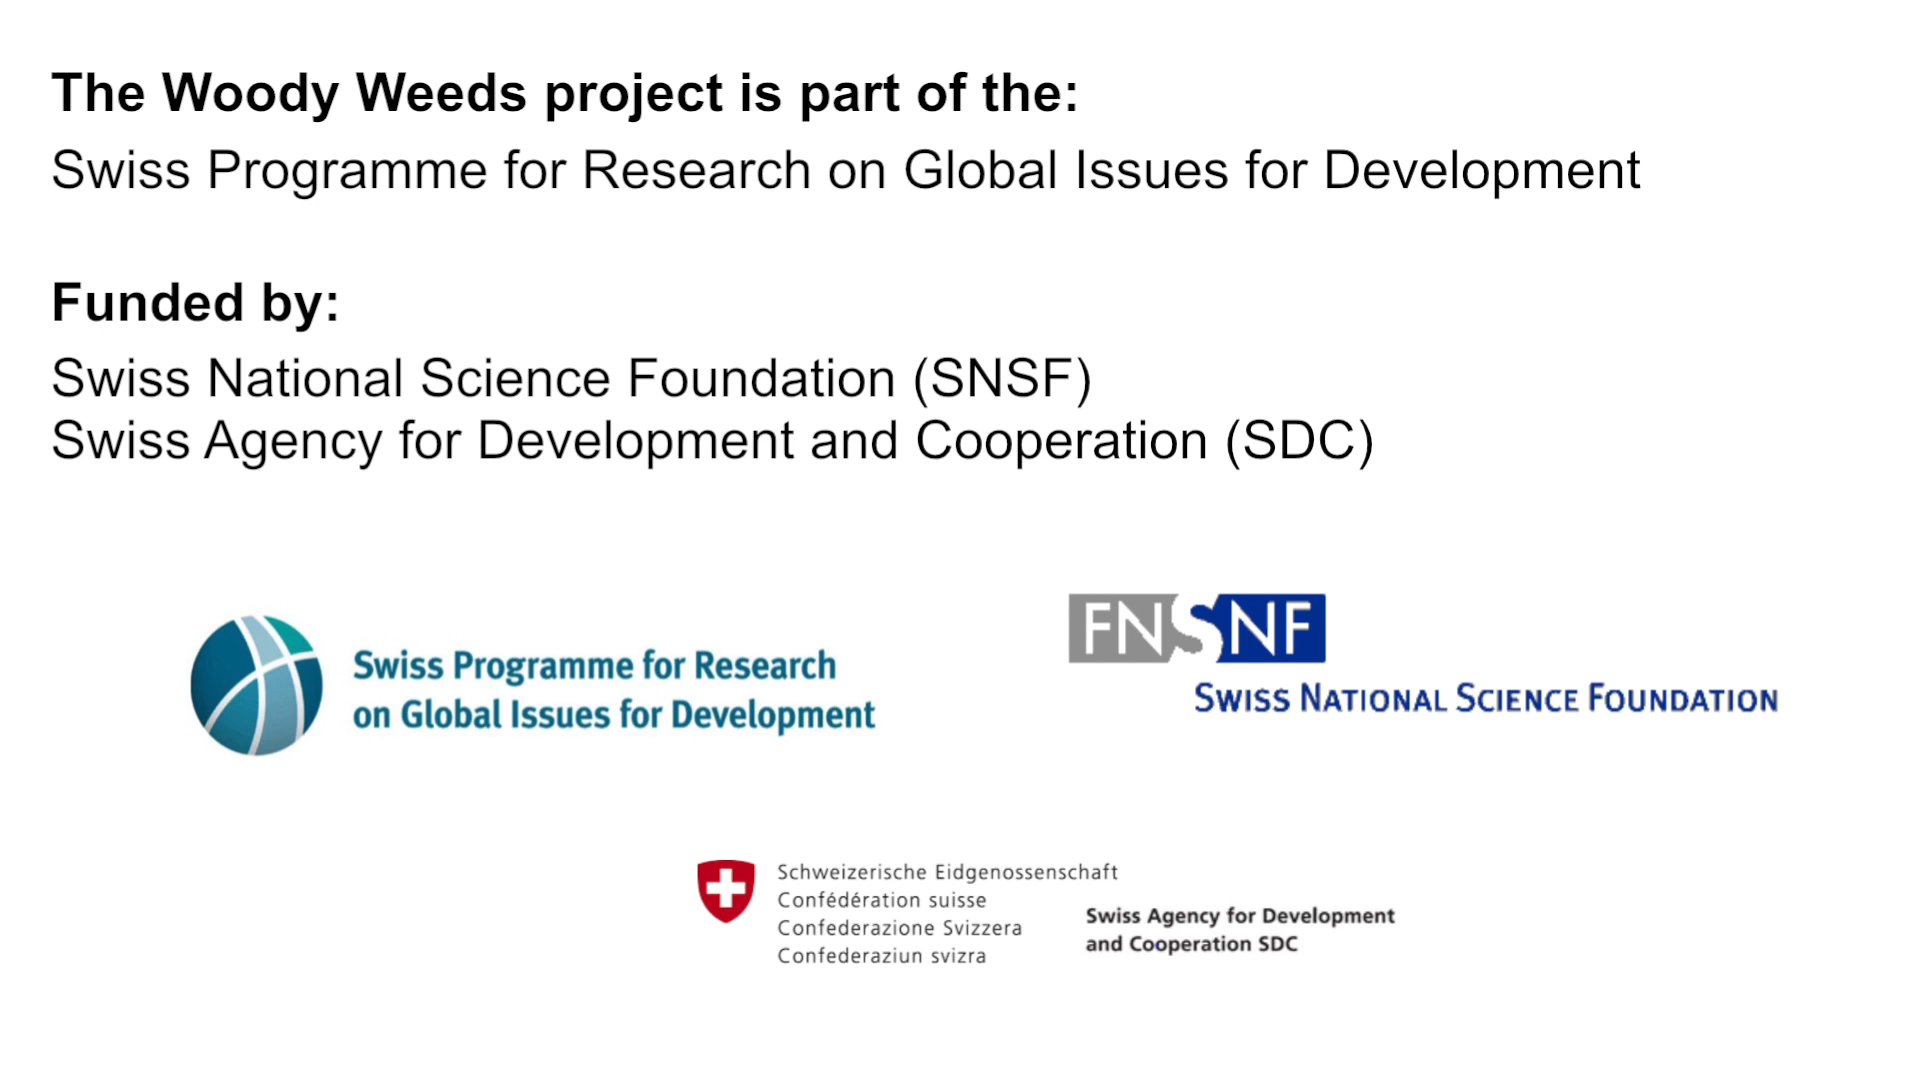 The Woody Weeds project is part of the:
Swiss Programme for Research on Global Issues for Development
Funded by:
Swiss National Science Foundation (SNSF)
Swiss Agency for Development and Cooperation (SDC)
Swiss Programme for Research
on Global Issues for Development
FNSNF
SWISS NATIONAL SCIENCE FOUNDATION
Schweizerische Eidgenossenschaft
Confédération suisse
Confederazione Svizzera
Confederaziun svizra
Swiss Agency for Development
and Cooperation SDC